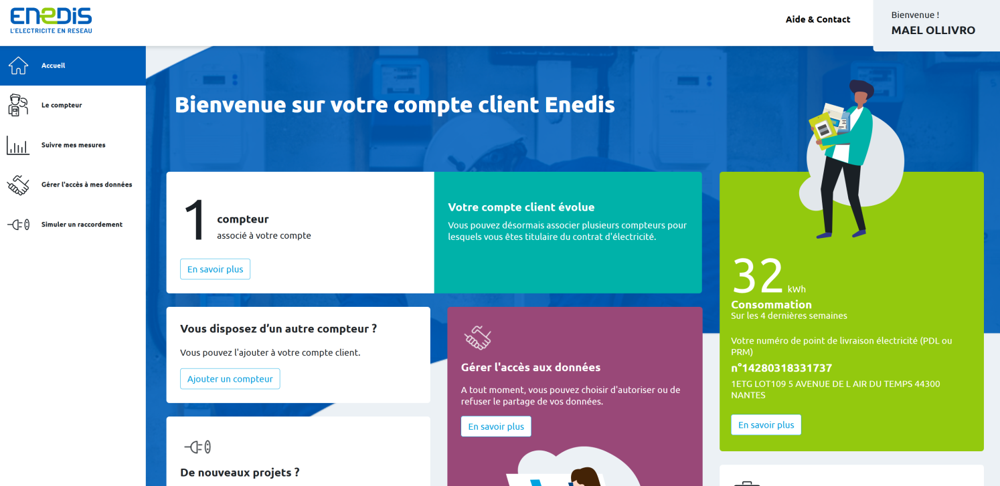 EneDiS
L'ELECTRICITE EN RESEAU
Aide & Contact
Bienvenue !
MAEL OLLIVRO
Accueil
Le compteur
Suivre mes mesures
Gérer l'accès à mes données
Simuler un raccordement
Bienvenue sur votre compte client Enedis
1
compteur
associé à votre compte
En savoir plus
Votre compte client évolue
Vous pouvez désormais associer plusieurs compteurs pour
lesquels vous êtes titulaire du contrat d'électricité.
Vous disposez d’un autre compteur ?
Vous pouvez l'ajouter à votre compte client.
Ajouter un compteur
De nouveaux projets ?
Gérer l'accès aux données
A tout moment, vous pouvez choisir d'autoriser ou de
refuser le partage de vos données.
En savoir plus
32 kWh
Consommation
Sur les 4 dernières semaines
Votre numéro de point de livraison électricité (PDL ou
PRM)
n°14280318331737
1ETG LOT109 5 AVENUE DE L AIR DU TEMPS 44300
NANTES
En savoir plus